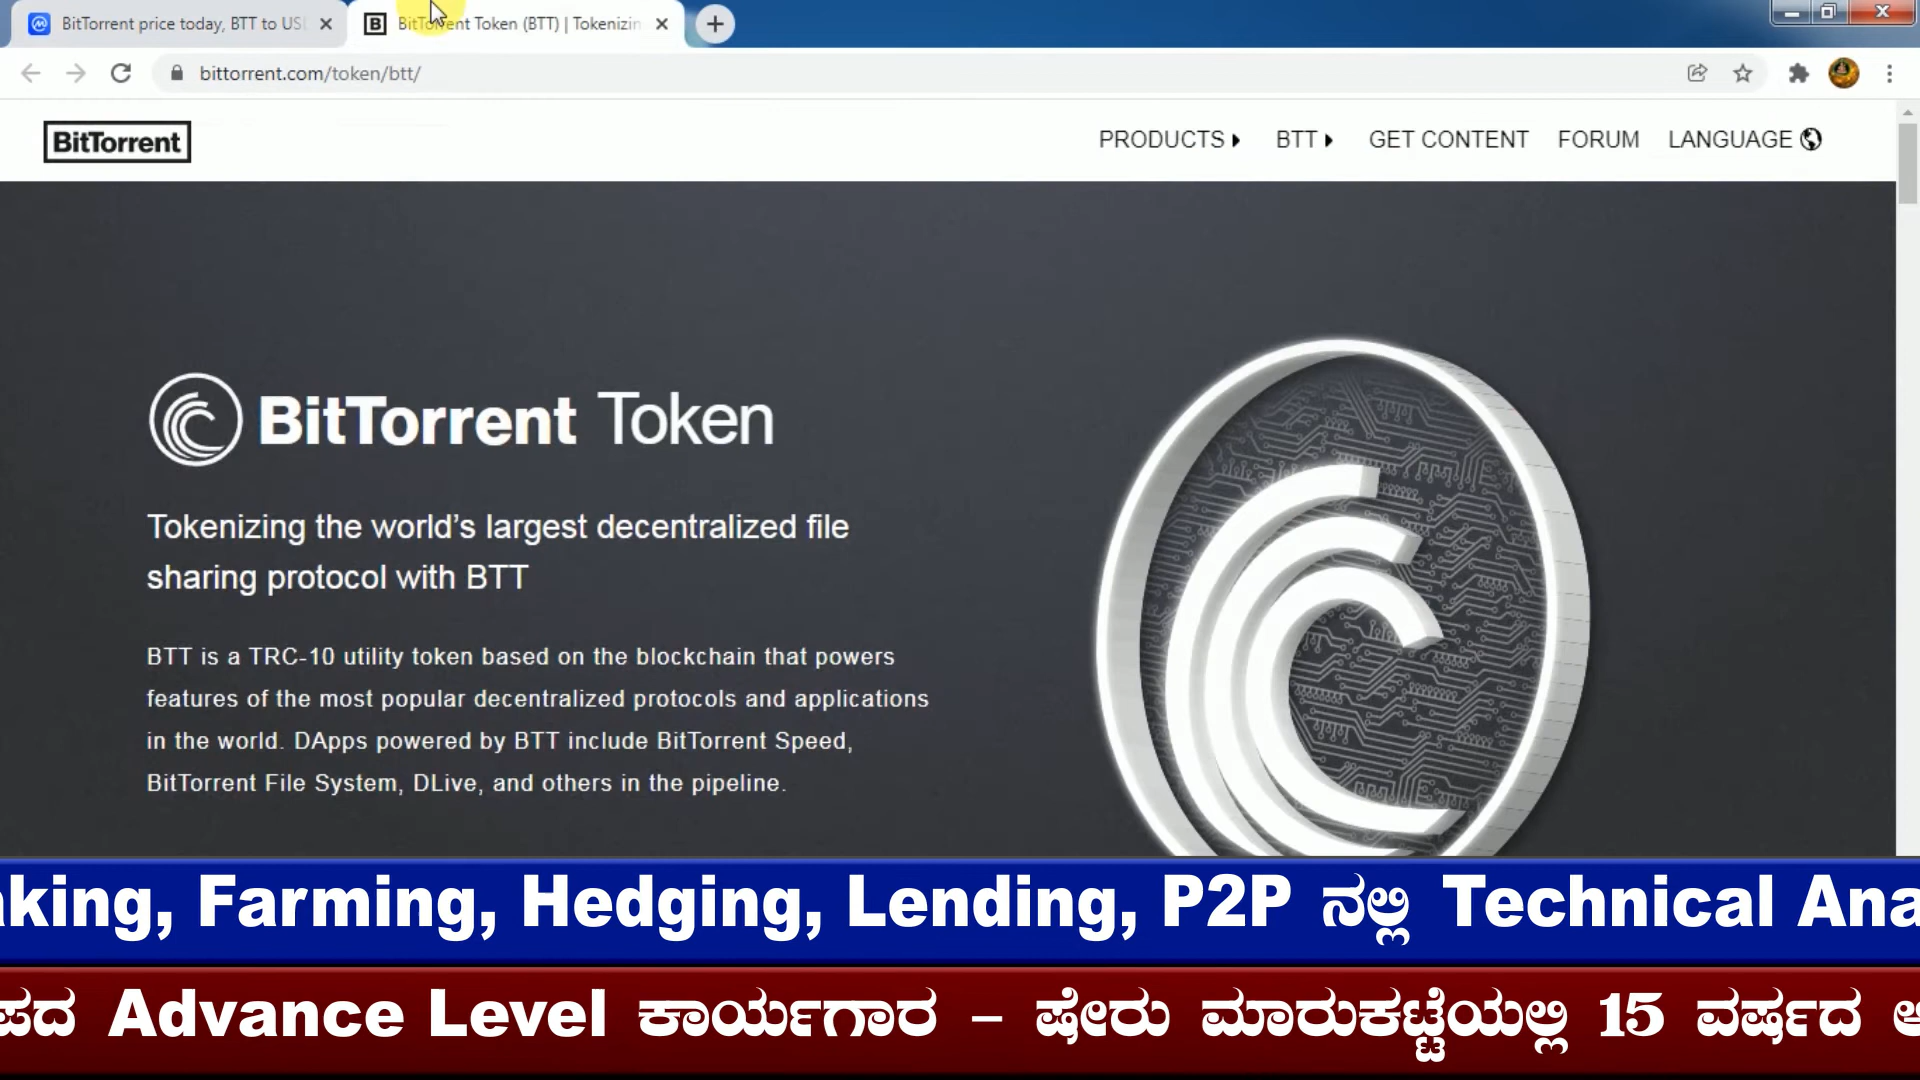 BitTorrent price today, BTT to US
BitTorrent Token (BTT) | Tokenizin
bittorrent.com/token/btt/
BitTorrent
PRODUCTS BTT GET CONTENT FORUM LANGUAGE
BitTorrent Token
Tokenizing the world's largest decentralized file
sharing protocol with BTT
BTT is a TRC-10 utility token based on the blockchain that powers
features of the most popular decentralized protocols and applications
in the world. DApps powered by BTT include BitTorrent Speed,
BitTorrent File System, DLive, and others in the pipeline.
aking, Farming, Hedging, Lending, P2P ನಲ್ಲಿ Technical Ana
ಪದ Advance Level ಕಾರ್ಯಗಾರ – ಷೇರು ಮಾರುಕಟ್ಟೆಯಲ್ಲಿ 15 ವರ್ಷದ